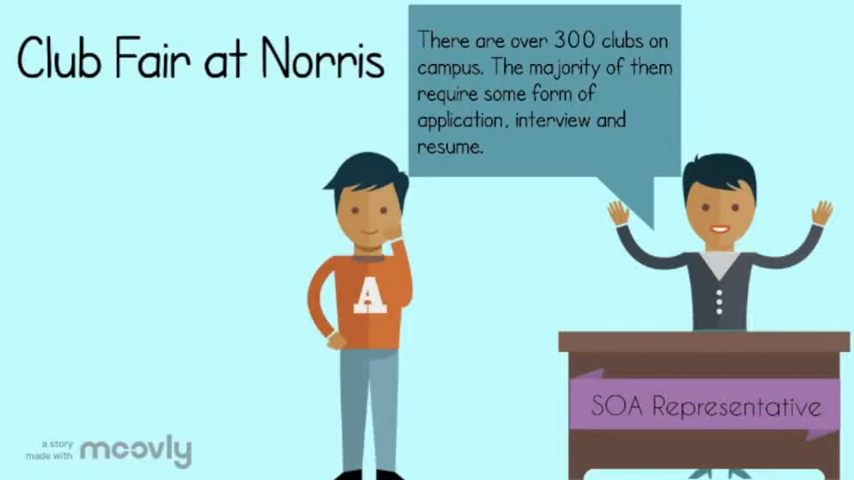 Club Fair at Norris
There are over 300 clubs on
campus. The majority of them
require some form of
application, interview and
resume.
A
SOA Representative
a story
made with moovly